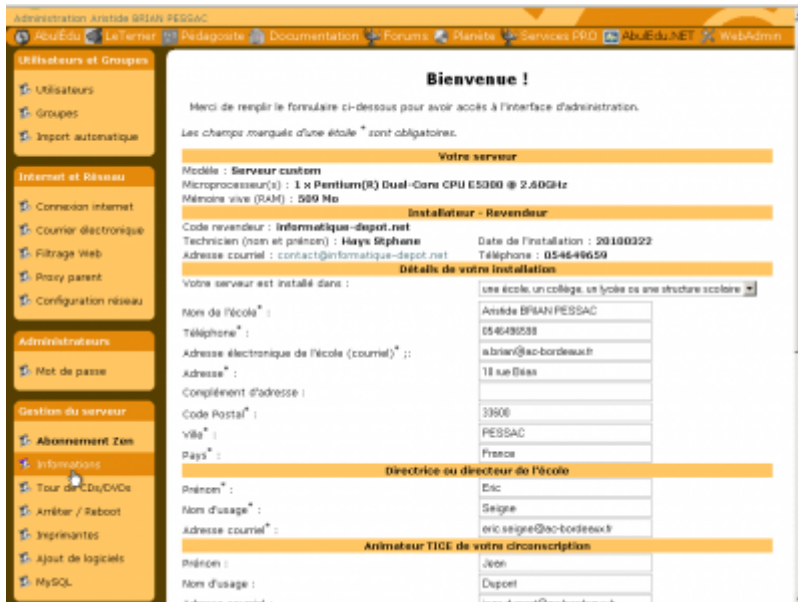 Administration Aristide BRIAN PESSAC
AbulÉdu LeTerrier Pédagosite Documentation Forums Planète Services PRO AbulEdu.NET WebAdmin
Utilisateurs et Groupes
Utilisateurs
Groupes
Import automatique
Internet et Réseau
Connexion internet
Courrier électronique
Filtrage Web
Proxy parent
Configuration réseau
Administrateurs
Mot de passe
Gestion du serveur
Abonnement Zen
Informations
Tour de CDs/DVDs
Arrêter / Reboot
Imprimantes
Ajout de logiciels
MySQL
Bienvenue !
Merci de remplir le formulaire ci-dessous pour avoir accès à l'interface d'administration.
Les champs marqués d'une étoile * sont obligatoires.
Votre serveur
Modèle : Serveur custom
Microprocesseur(s) : 1 x Pentium(R) Dual-Core CPU E5300 @ 2.60GHz
Mémoire vive (RAM) : 509 Mo
Installateur - Revendeur
Code revendeur : informatique-depot.net
Technicien (nom et prénom) : Hays Stphane Date de l'installation : 20100322
Adresse courriel : contact@informatique-depot.net Téléphone : 054649659
Détails de votre installation
Votre serveur est installé dans : une école, un collège, un lycée ou une structure scolaire
Nom de l'école* : Aristide BRIAN PESSAC
Téléphone* : 0546496598
Adresse électronique de l'école (courriel)* ;: a.brian@ac-bordeaux.fr
Adresse* : 18 rue Brian
Complément d'adresse :
Code Postal* : 33600
Ville* : PESSAC
Pays* : France
Directrice ou directeur de l'école
Prénom* : Eric
Nom d'usage* : Seigne
Adresse courriel* : eric.seigne@ac-bordeaux.fr
Animateur TICE de votre circonscription
Prénom : Jean
Nom d'usage : Dupont